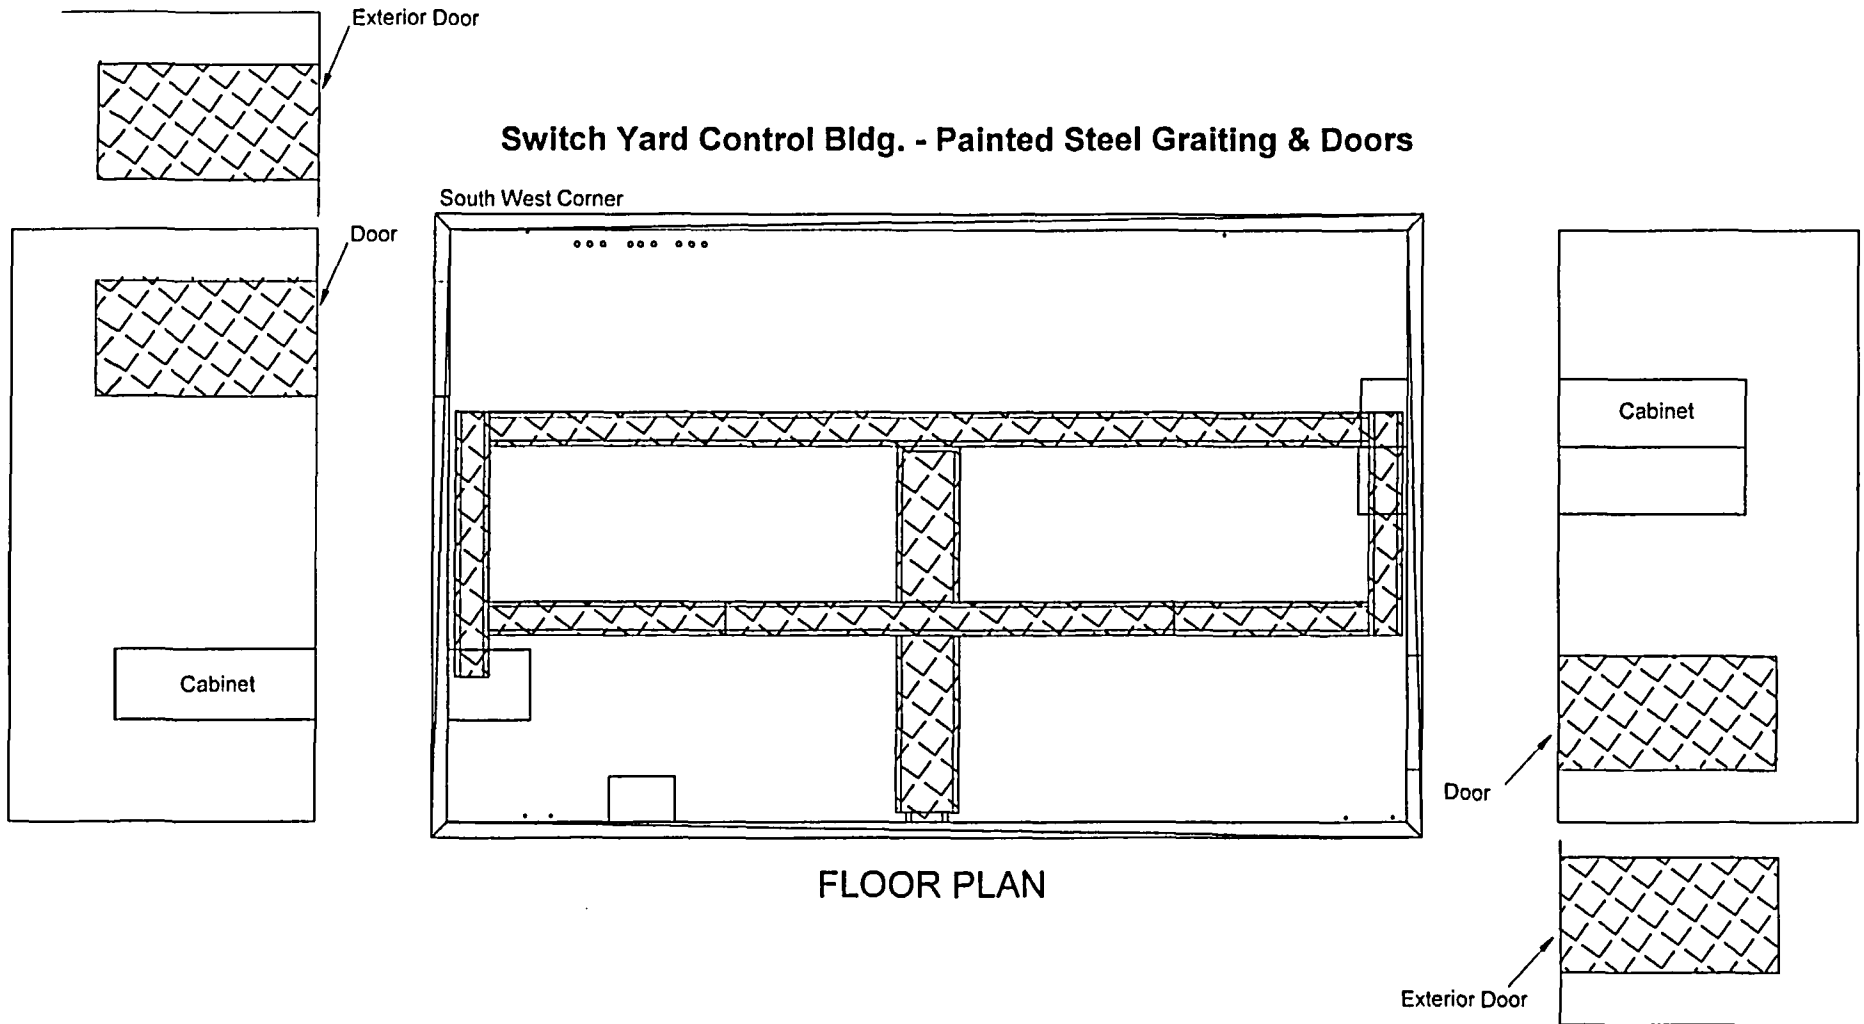 Exterior Door
Switch Yard Control Bldg. - Painted Steel Graiting & Doors
South West Corner
Door
Cabinet
Cabinet
Door
FLOOR PLAN
Exterior Door